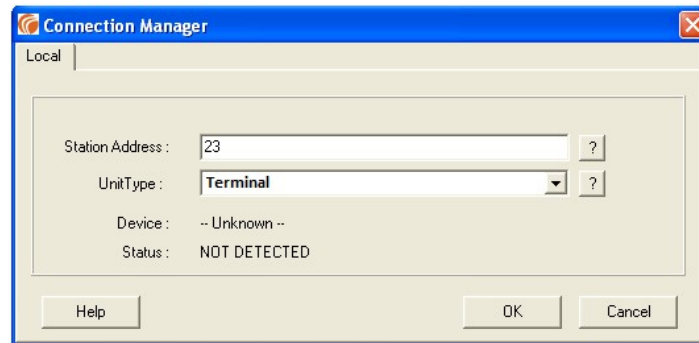 Connection Manager
Local
Station Address : 23 ?
UnitType : Terminal ?
Device : -- Unknown --
Status : NOT DETECTED
Help OK Cancel